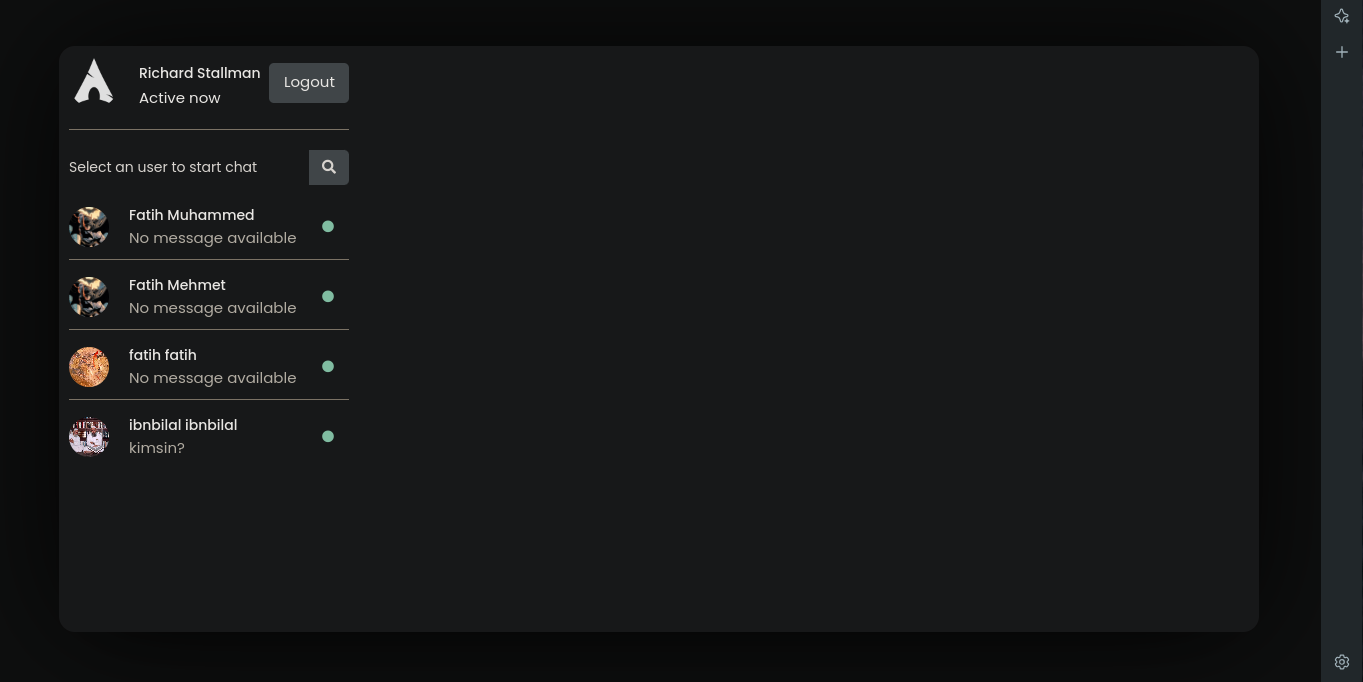 Richard Stallman
Active now
Logout
Select an user to start chat
Fatih Muhammed
No message available
Fatih Mehmet
No message available
fatih fatih
No message available
ibnbilal ibnbilal
kimsin?